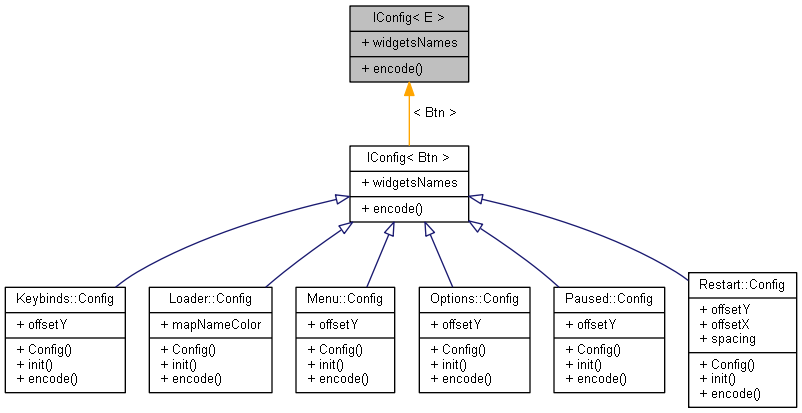 IConfig< E >
+ widgetsNames
+ encode()
< Btn >
IConfig< Btn >
+ widgetsNames
+ encode()
Keybinds::Config
+ offsetY
+ Config()
+ init()
+ encode()
Loader::Config
+ mapNameColor
+ Config()
+ init()
+ encode()
Menu::Config
+ offsetY
+ Config()
+ init()
+ encode()
Options::Config
+ offsetY
+ Config()
+ init()
+ encode()
Paused::Config
+ offsetY
+ Config()
+ init()
+ encode()
Restart::Config
+ offsetY
+ offsetX
+ spacing
+ Config()
+ init()
+ encode()